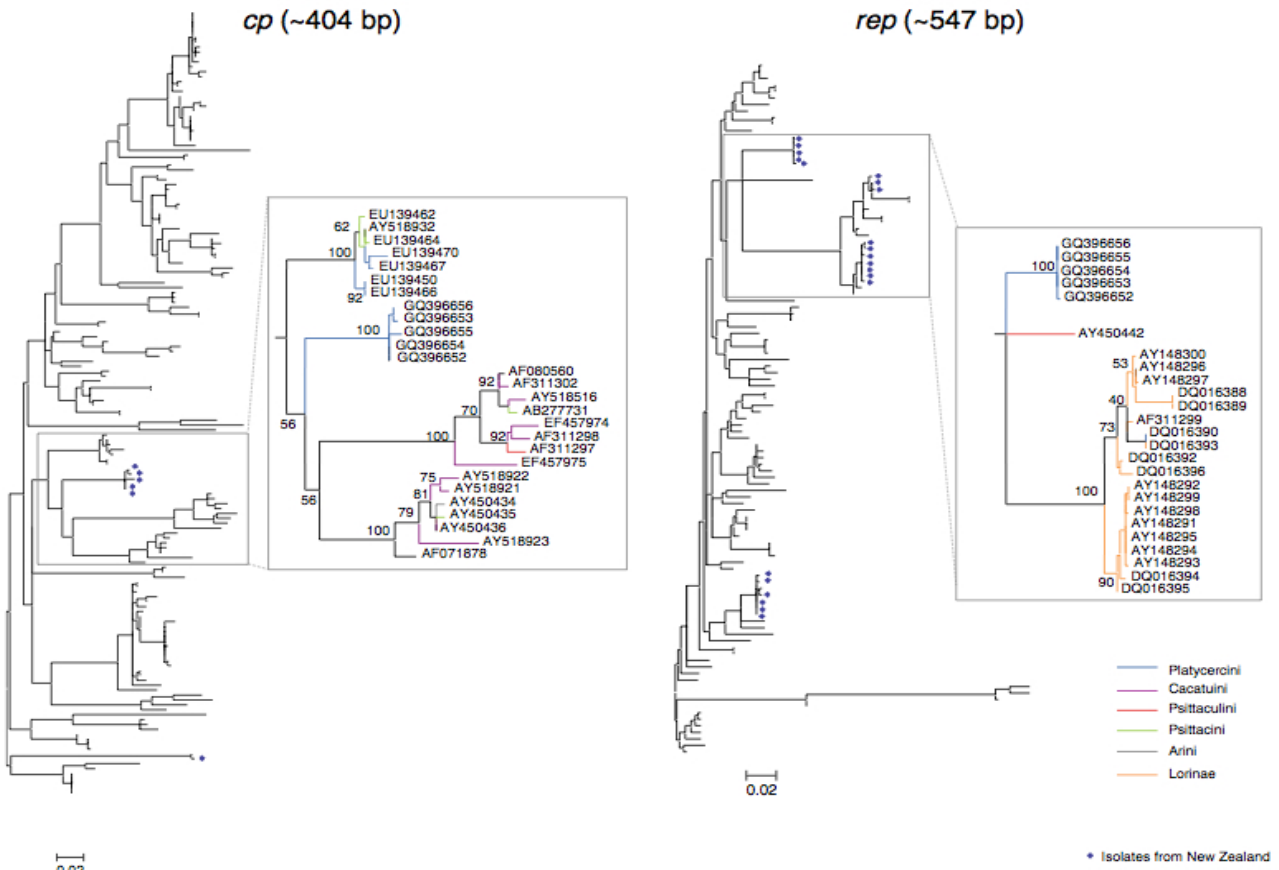 cp (~404 bp)
rep (~547 bp)
EU139462
62
AY518932
EU139464
100
EU139470
EU139467
EU139450
92
EU139466
GQ396656
GQ396653
100
GQ396655
GQ396654
GQ396652
AF080560
92
AF311302
AY518516
70
AB277731
56
EF457974
100
92
AF311298
AF311297
EF457975
75
AY518922
AY518921
56
81
AY450434
79
AY450435
AY450436
100
AY518923
AF071878
GQ396656
GQ396655
100
GQ396654
GQ396653
GQ396652
AY450442
AY148300
53
AY148296
AY148297
DQ016388
40
DQ016389
AF311299
73
DQ016390
DQ016393
DQ016392
DQ016396
100
AY148292
AY148299
AY148298
AY148291
AY148295
AY148294
AY148293
90
DQ016394
DQ016395
Platycercini
Cacatuini
Psittaculini
Psittacini
Arini
Lorinae
0.02
Isolates from New Zealand